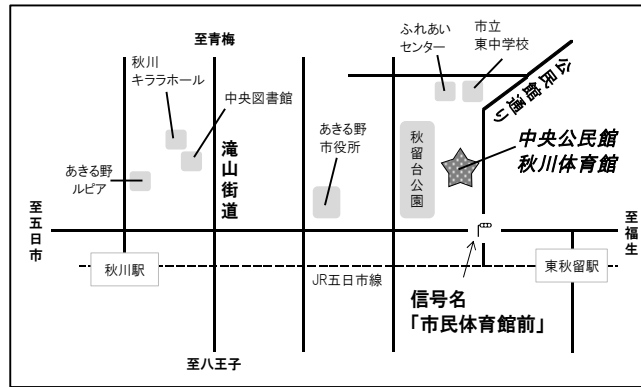 至青梅
ふれあい
センター
市立
東中学校
秋川
キララホール
中央図書館
公民館通り
あきる野
市役所
秋留台公園
中央公民館
秋川体育館
滝山街道
あきる野
ルピア
至五日市
至福生
秋川駅
JR五日市線
東秋留駅
信号名
「市民体育館前」
至八王子